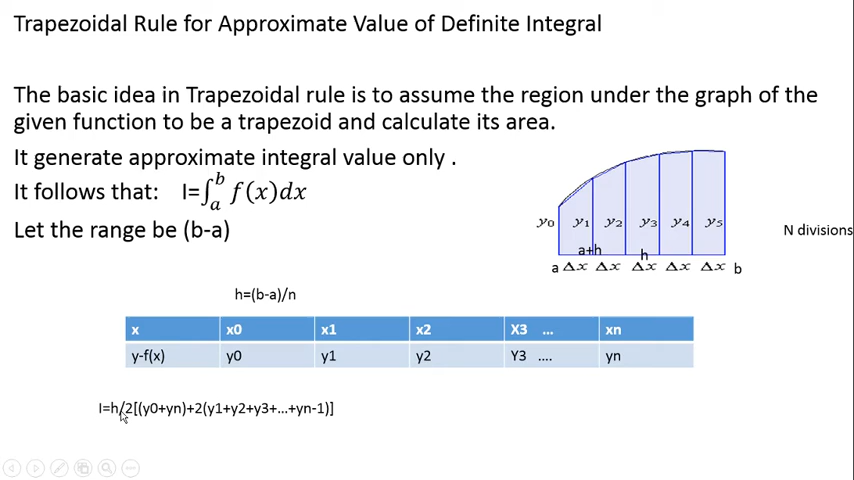 Trapezoidal Rule for Approximate Value of Definite Integral
The basic idea in Trapezoidal rule is to assume the region under the graph of the
given function to be a trapezoid and calculate its area.
It generate approximate integral value only .
It follows that: I=∫_a^b f(x)dx
Let the range be (b-a)
y₀ y₁ y₂ y₃ y₄ y₅
N divisions
a+h h
a Δx Δx Δx Δx Δx b
h=(b-a)/n
x x0 x1 x2 X3 ... xn
y-f(x) y0 y1 y2 Y3 .... yn
I=h/2[(y0+yn)+2(y1+y2+y3+...+yn-1)]